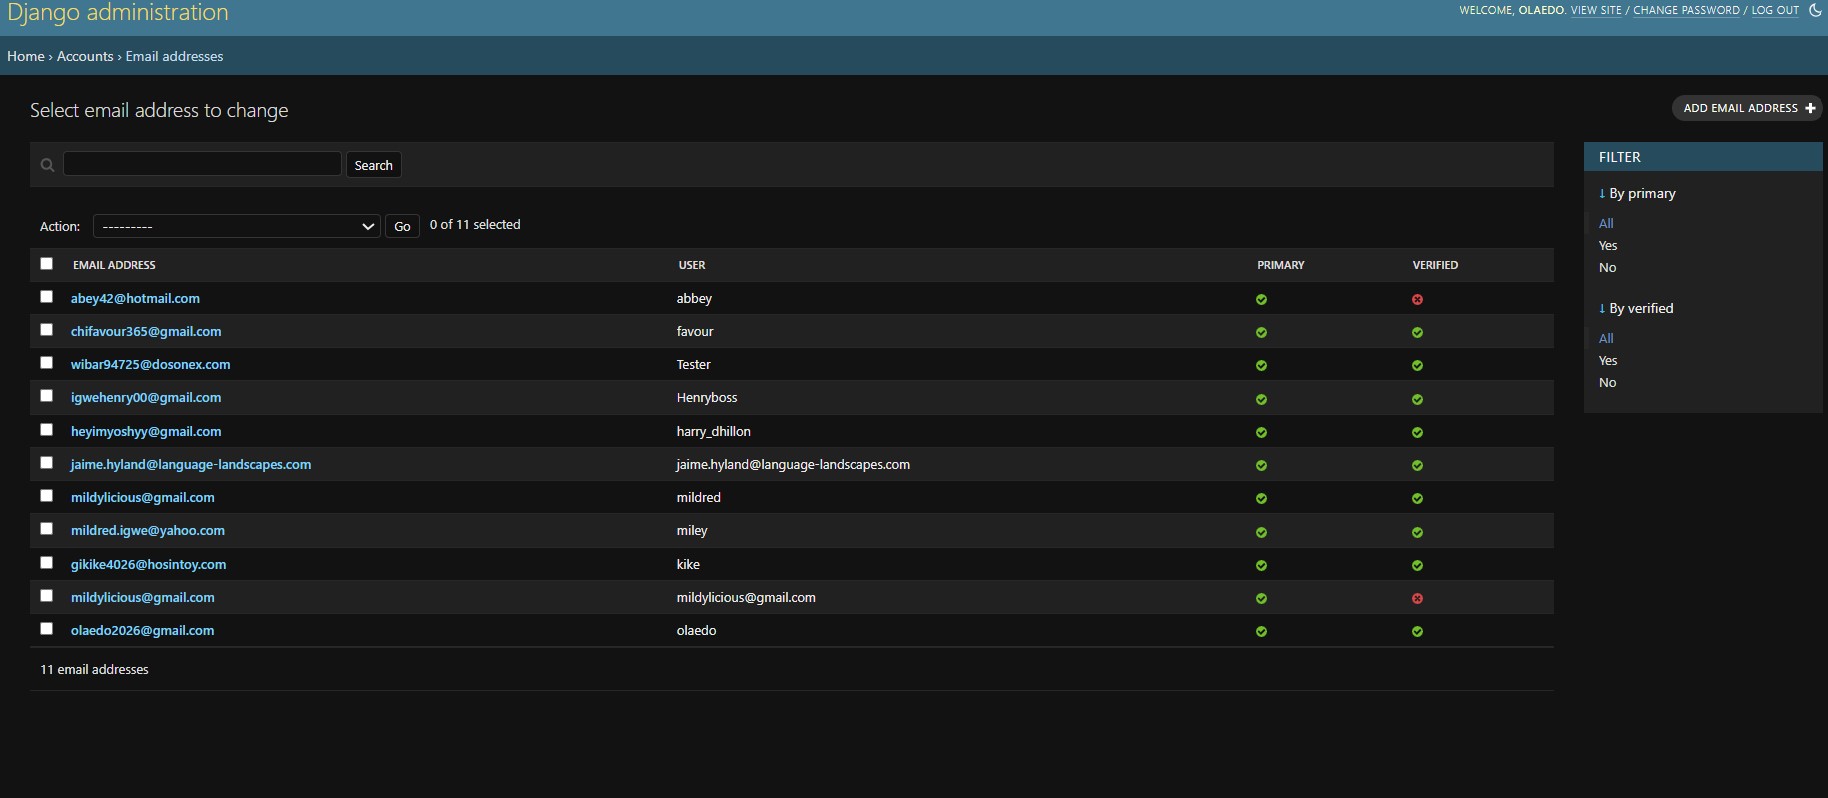 Django administration
WELCOME, OLAEDO. VIEW SITE / CHANGE PASSWORD / LOG OUT
Home › Accounts › Email addresses
Select email address to change
ADD EMAIL ADDRESS +
Search
FILTER
↓ By primary
All
Yes
No
↓ By verified
All
Yes
No
Action: --------- Go 0 of 11 selected
EMAIL ADDRESS USER PRIMARY VERIFIED
abey42@hotmail.com abbey
chifavour365@gmail.com favour
wibar94725@dosonex.com Tester
igwehenry00@gmail.com Henryboss
heyimyoshyy@gmail.com harry_dhillon
jaime.hyland@language-landscapes.com jaime.hyland@language-landscapes.com
mildylicious@gmail.com mildred
mildred.igwe@yahoo.com miley
gikike4026@hosintoy.com kike
mildylicious@gmail.com mildylicious@gmail.com
olaedo2026@gmail.com olaedo
11 email addresses